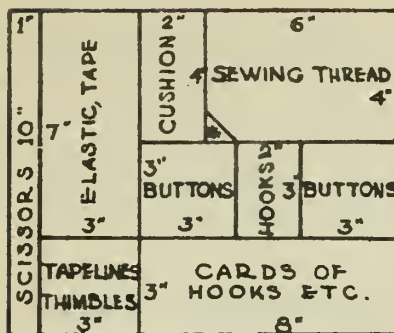 1" 2" 6"
SCISSORS 10"
7" ELASTIC, TAPE 3"
CUSHION 4"
SEWING THREAD
4"
*
3" BUTTONS 3"
HOOKS
3" BUTTONS 3"
TAPELINES
THIMBLES
3"
3" CARDS OF
HOOKS ETC.
8"